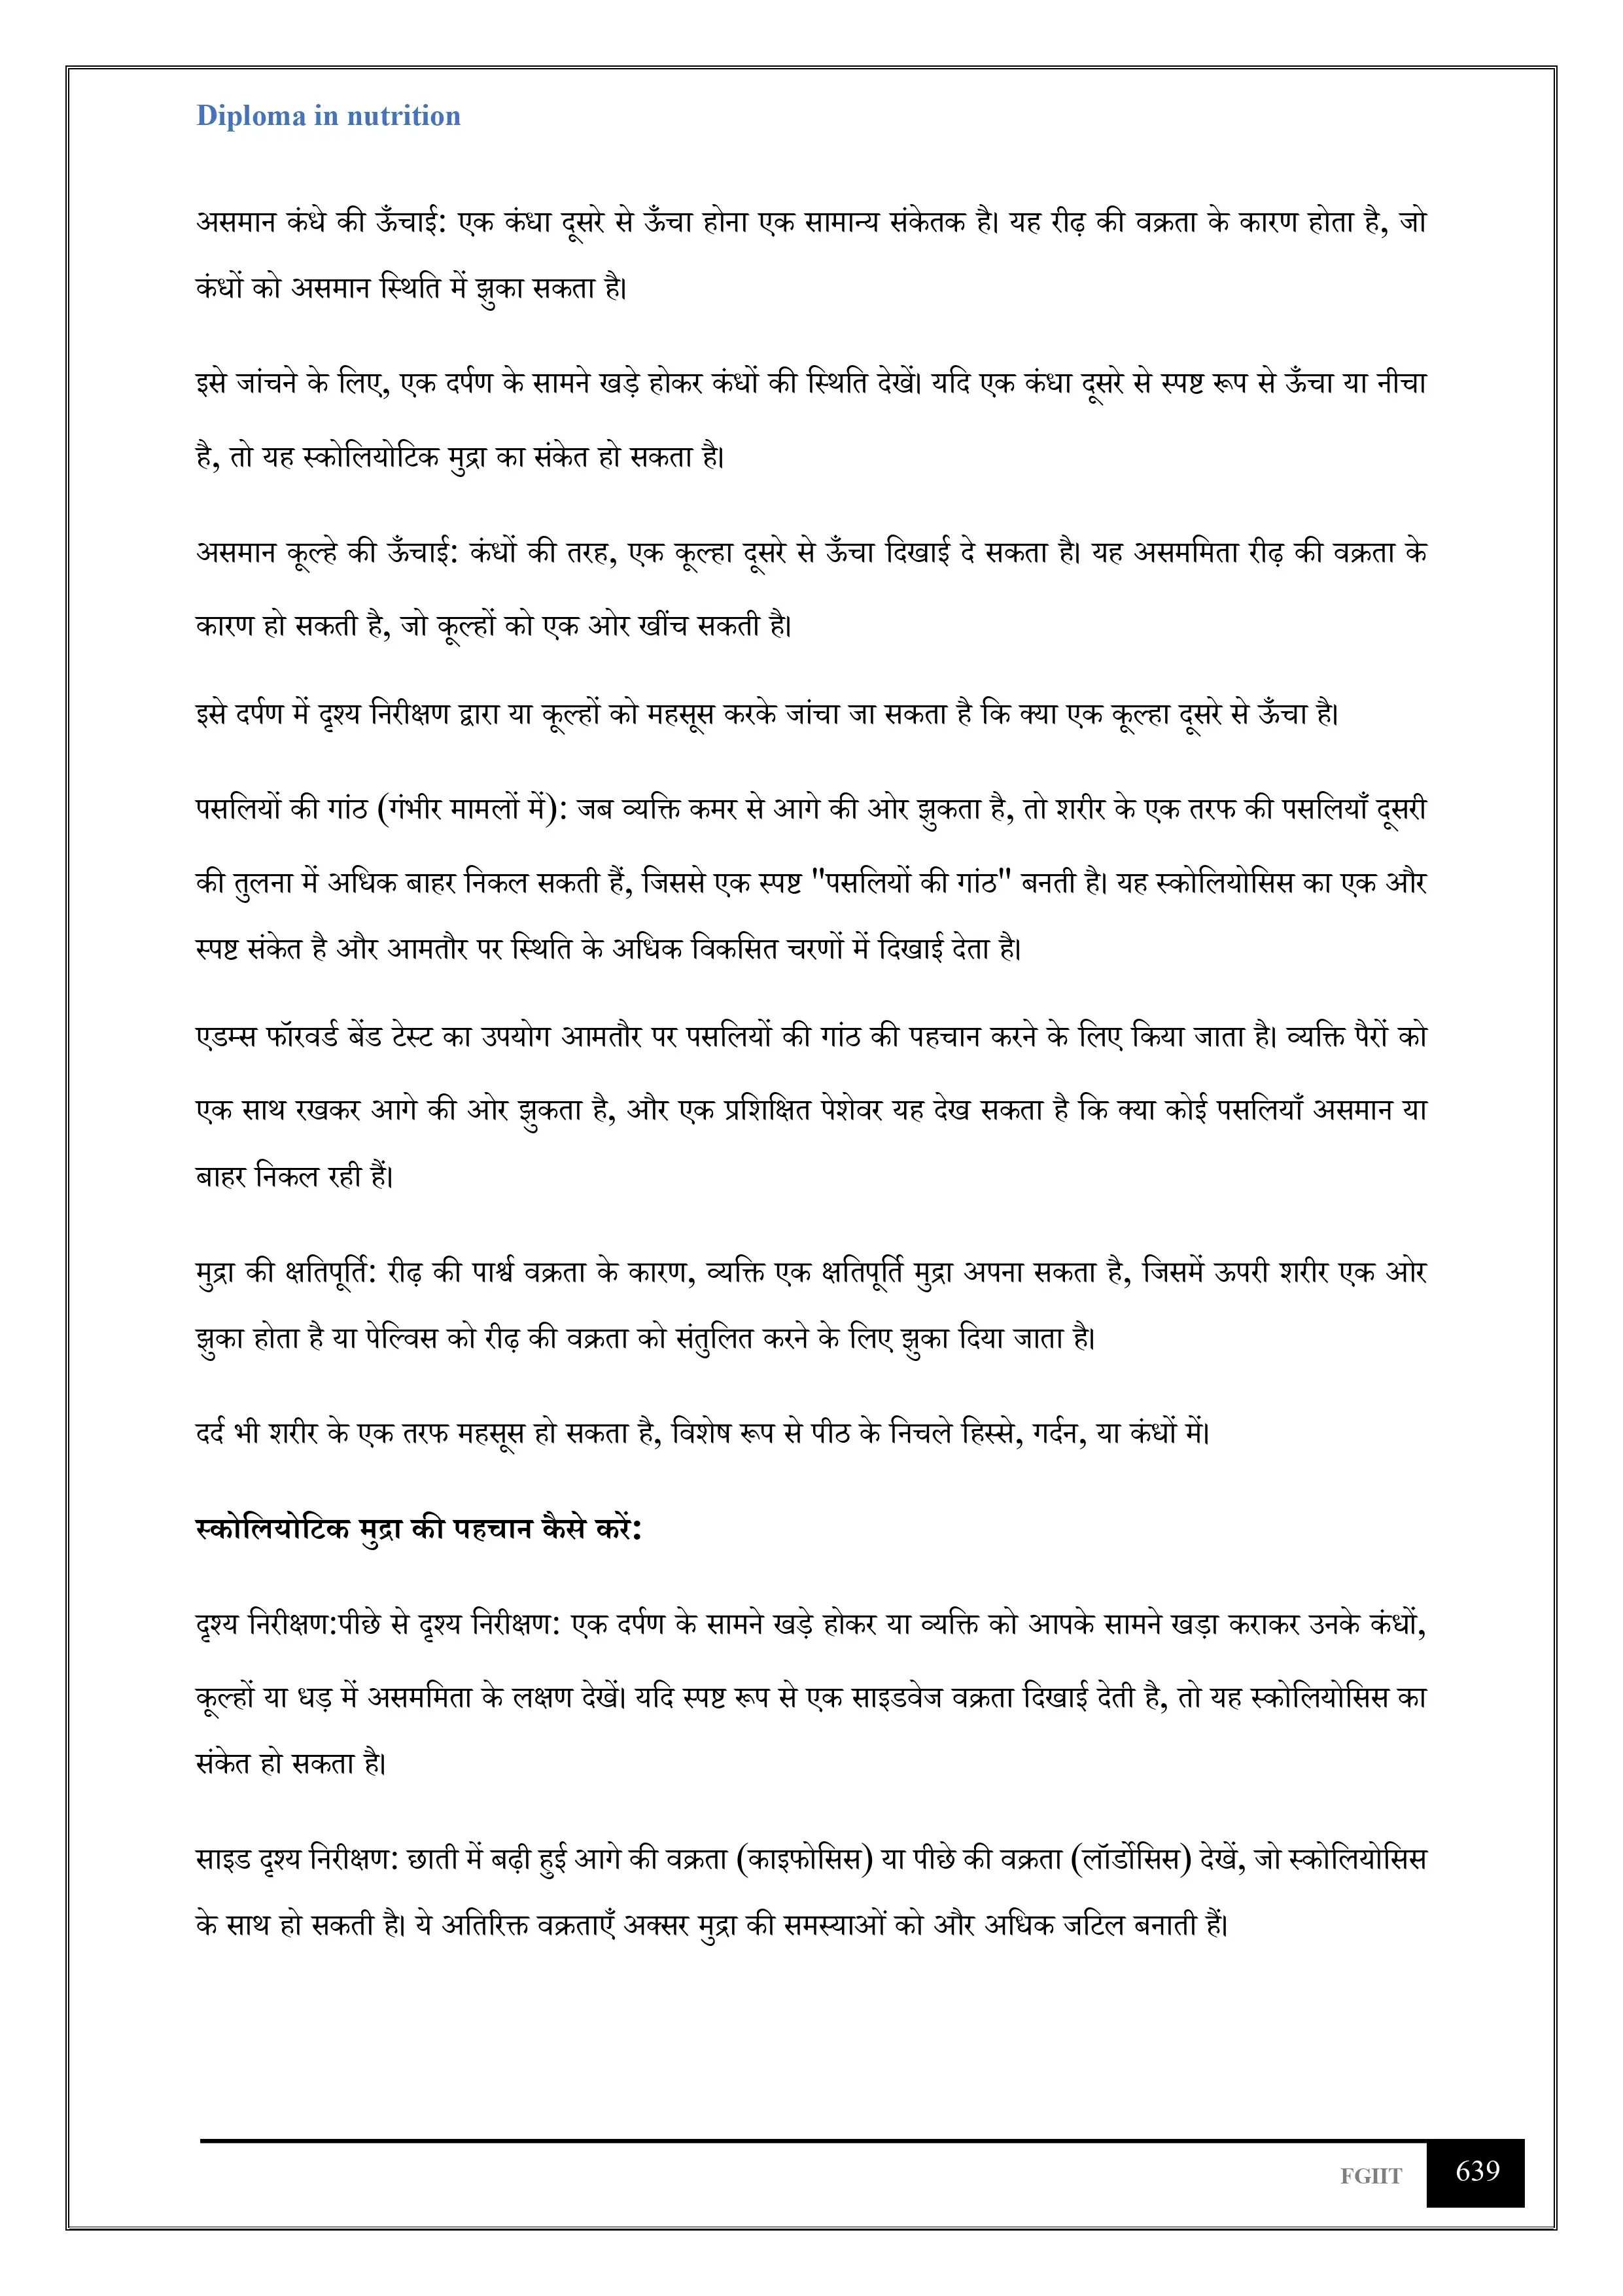 Diploma in nutrition
असमान कंधे की ऊँचाई: एक कंधा दूसरे से ऊँचा होना एक सामान्य संकेतक है। यह रीढ़ की वक्रता के कारण होता है, जो
कंधों को असमान स्थिति में झुका सकता है।
इसे जांचने के लिए, एक दर्पण के सामने खड़े होकर कंधों की स्थिति देखें। यदि एक कंधा दूसरे से स्पष्ट रूप से ऊँचा या नीचा
है, तो यह स्कोलियोटिक मुद्रा का संकेत हो सकता है।
असमान कूल्हे की ऊँचाई: कंधों की तरह, एक कूल्हा दूसरे से ऊँचा दिखाई दे सकता है। यह असममिता रीढ़ की वक्रता के
कारण हो सकती है, जो कूल्हों को एक ओर खींच सकती है।
इसे दर्पण में दृश्य निरीक्षण द्वारा या कूल्हों को महसूस करके जांचा जा सकता है कि क्या एक कूल्हा दूसरे से ऊँचा है।
पसलियों की गांठ (गंभीर मामलों में): जब व्यक्ति कमर से आगे की ओर झुकता है, तो शरीर के एक तरफ की पसलियाँ दूसरी
की तुलना में अधिक बाहर निकल सकती हैं, जिससे एक स्पष्ट "पसलियों की गांठ" बनती है। यह स्कोलियोसिस का एक और
स्पष्ट संकेत है और आमतौर पर स्थिति के अधिक विकसित चरणों में दिखाई देता है।
एडम्स फॉरवर्ड बेंड टेस्ट का उपयोग आमतौर पर पसलियों की गांठ की पहचान करने के लिए किया जाता है। व्यक्ति पैरों को
एक साथ रखकर आगे की ओर झुकता है, और एक प्रशिक्षित पेशेवर यह देख सकता है कि क्या कोई पसलियाँ असमान या
बाहर निकल रही हैं।
मुद्रा की क्षतिपूर्ति: रीढ़ की पार्श्व वक्रता के कारण, व्यक्ति एक क्षतिपूर्ति मुद्रा अपना सकता है, जिसमें ऊपरी शरीर एक ओर
झुका होता है या पेल्विस को रीढ़ की वक्रता को संतुलित करने के लिए झुका दिया जाता है।
दर्द भी शरीर के एक तरफ महसूस हो सकता है, विशेष रूप से पीठ के निचले हिस्से, गर्दन, या कंधों में।
स्कोलियोटिक मुद्रा की पहचान कैसे करें:
दृश्य निरीक्षण:पीछे से दृश्य निरीक्षण: एक दर्पण के सामने खड़े होकर या व्यक्ति को आपके सामने खड़ा कराकर उनके कंधों,
कूल्हों या धड़ में असममिता के लक्षण देखें। यदि स्पष्ट रूप से एक साइडवेज वक्रता दिखाई देती है, तो यह स्कोलियोसिस का
संकेत हो सकता है।
साइड दृश्य निरीक्षण: छाती में बढ़ी हुई आगे की वक्रता (काइफोसिस) या पीछे की वक्रता (लॉर्डोसिस) देखें, जो स्कोलियोसिस
के साथ हो सकती है। ये अतिरिक्त वक्रताएँ अक्सर मुद्रा की समस्याओं को और अधिक जटिल बनाती हैं।
FGIIT 639